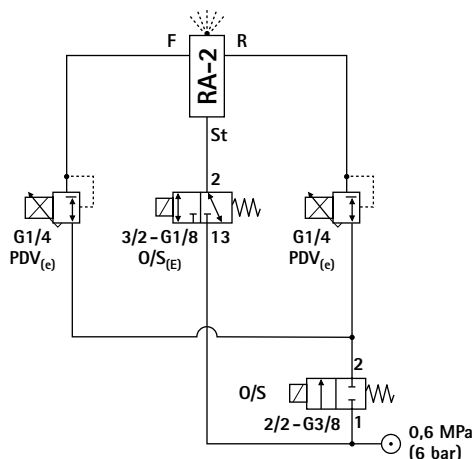 F
R
RA-2
St
2
G1/4
PDV(e)
3/2-G1/8
13
O/S(E)
G1/4
PDV(e)
2
O/S
2/2-G3/8
1
0,6 MPa
(6 bar)